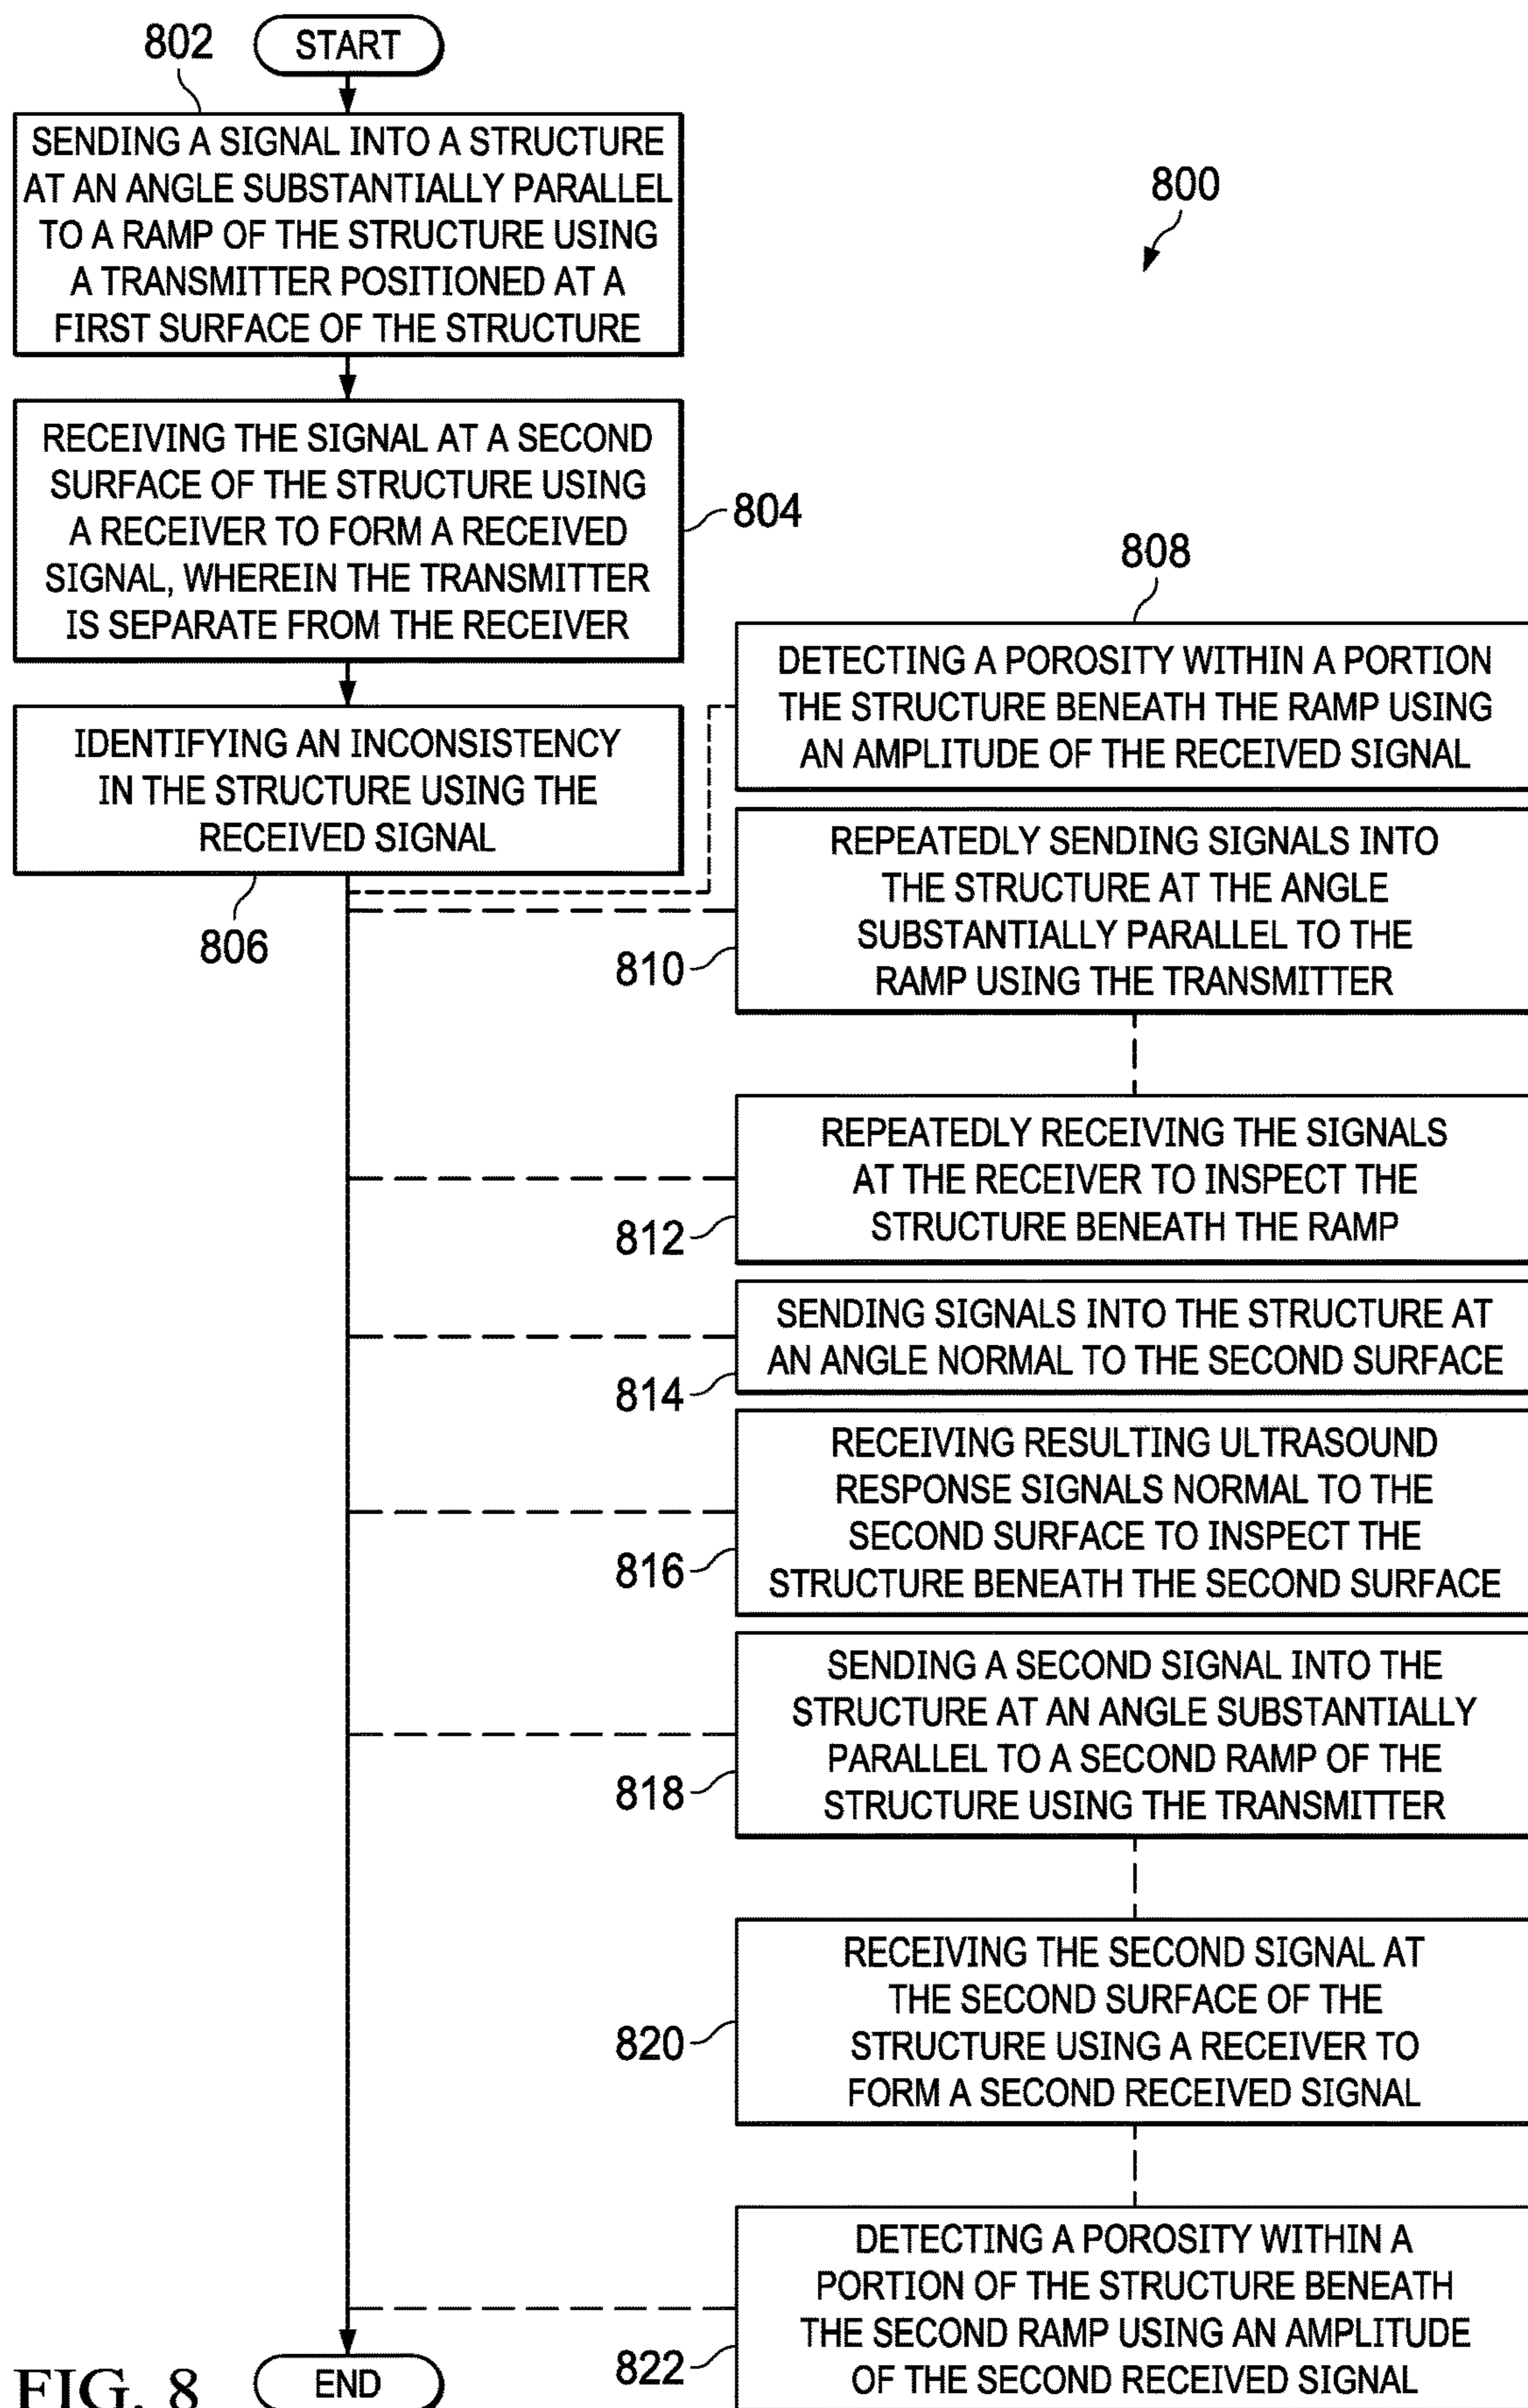 802
START
SENDING A SIGNAL INTO A STRUCTURE
AT AN ANGLE SUBSTANTIALLY PARALLEL
TO A RAMP OF THE STRUCTURE USING
A TRANSMITTER POSITIONED AT A
FIRST SURFACE OF THE STRUCTURE
800
RECEIVING THE SIGNAL AT A SECOND
SURFACE OF THE STRUCTURE USING
A RECEIVER TO FORM A RECEIVED
SIGNAL, WHEREIN THE TRANSMITTER
IS SEPARATE FROM THE RECEIVER
804
IDENTIFYING AN INCONSISTENCY
IN THE STRUCTURE USING THE
RECEIVED SIGNAL
806
808
DETECTING A POROSITY WITHIN A PORTION
THE STRUCTURE BENEATH THE RAMP USING
AN AMPLITUDE OF THE RECEIVED SIGNAL
REPEATEDLY SENDING SIGNALS INTO
THE STRUCTURE AT THE ANGLE
SUBSTANTIALLY PARALLEL TO THE
RAMP USING THE TRANSMITTER
810
REPEATEDLY RECEIVING THE SIGNALS
AT THE RECEIVER TO INSPECT THE
STRUCTURE BENEATH THE RAMP
812
SENDING SIGNALS INTO THE STRUCTURE AT
AN ANGLE NORMAL TO THE SECOND SURFACE
814
RECEIVING RESULTING ULTRASOUND
RESPONSE SIGNALS NORMAL TO THE
SECOND SURFACE TO INSPECT THE
STRUCTURE BENEATH THE SECOND SURFACE
816
SENDING A SECOND SIGNAL INTO THE
STRUCTURE AT AN ANGLE SUBSTANTIALLY
PARALLEL TO A SECOND RAMP OF THE
STRUCTURE USING THE TRANSMITTER
818
RECEIVING THE SECOND SIGNAL AT
THE SECOND SURFACE OF THE
STRUCTURE USING A RECEIVER TO
FORM A SECOND RECEIVED SIGNAL
820
DETECTING A POROSITY WITHIN A
PORTION OF THE STRUCTURE BENEATH
THE SECOND RAMP USING AN AMPLITUDE
OF THE SECOND RECEIVED SIGNAL
822
END
FIG. 8